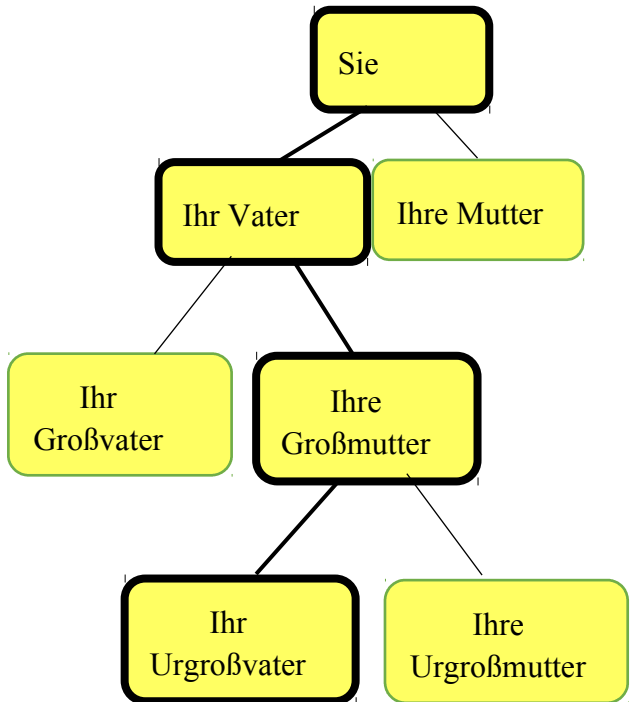 Sie
Ihr Vater
Ihre Mutter
Ihr
Großvater
Ihre
Großmutter
Ihr
Urgroßvater
Ihre
Urgroßmutter